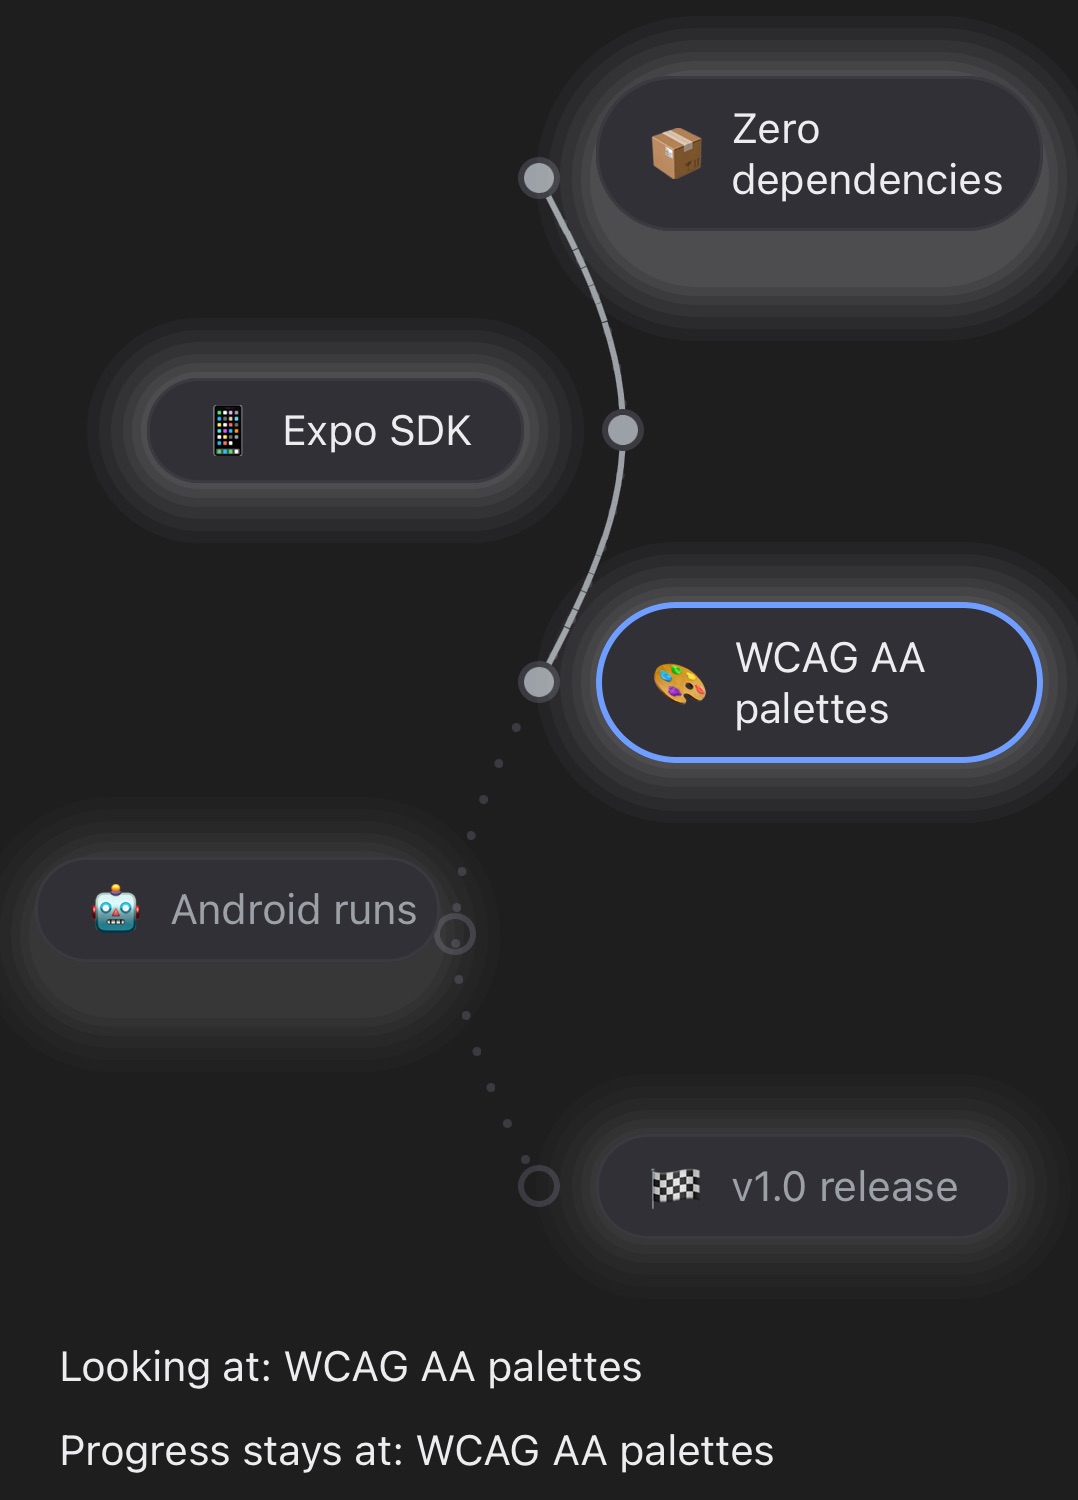 Zero
dependencies
Expo SDK
WCAG AA
palettes
Android runs
v1.0 release
Looking at: WCAG AA palettes
Progress stays at: WCAG AA palettes